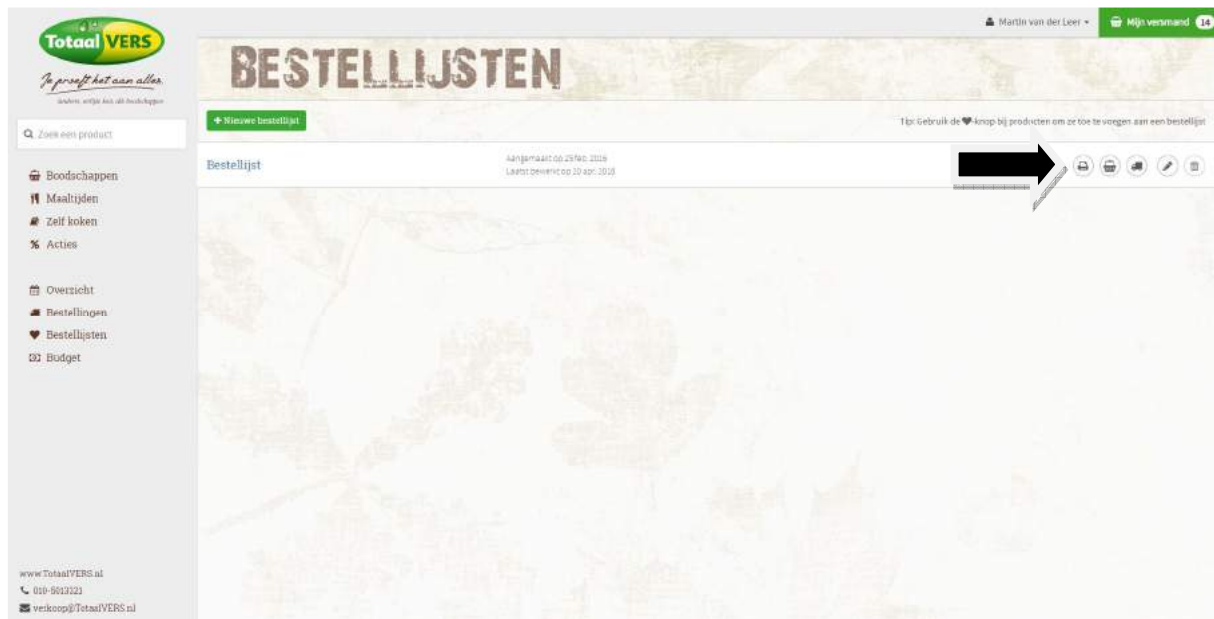 Totaal VERS
Je proeft het aan alles.
Zoek een product
Boodschappen
Maaltijden
Zelf koken
Acties
Overzicht
Bestellingen
Bestellijsten
Budget
www.TotaalVERS.nl
010-5013321
verkoop@TotaalVERS.nl
Martin van der Leer
Mijn versmand 14
BESTELLIJSTEN
+ Nieuwe bestellijst
Tip: Gebruik de ♥-knop bij producten om ze toe te voegen aan een bestellijst
Bestellijst
Aangemaakt op 25 feb. 2016
Laatst bewerkt op 20 apr. 2016